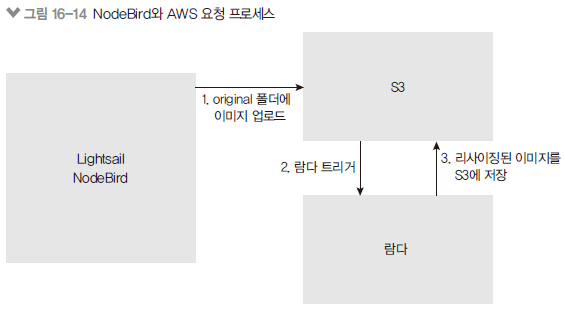 그림 16-14 NodeBird와 AWS 요청 프로세스
Lightsail
NodeBird
1. original 폴더에
이미지 업로드
S3
2. 람다 트리거
3. 리사이징된 이미지를
S3에 저장
람다